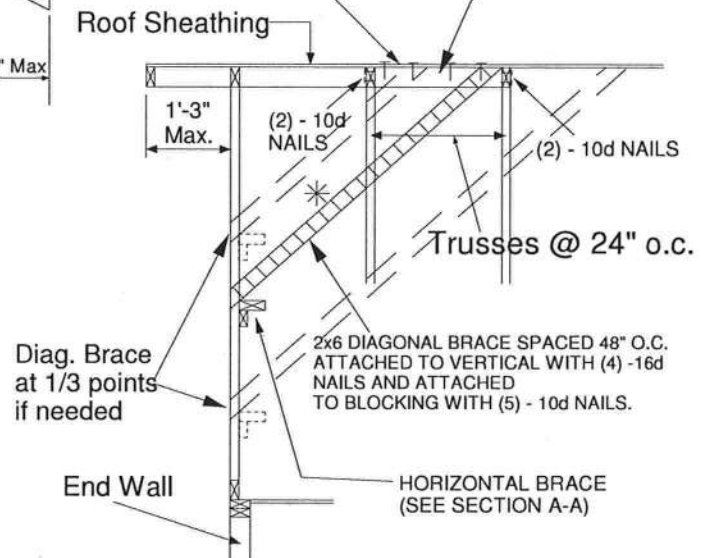 Roof Sheathing
" Max
1'-3"
Max.
(2) - 10d
NAILS
(2) - 10d NAILS
Trusses @ 24" o.c.
2x6 DIAGONAL BRACE SPACED 48" O.C.
ATTACHED TO VERTICAL WITH (4) -16d
NAILS AND ATTACHED
TO BLOCKING WITH (5) - 10d NAILS.
Diag. Brace
at 1/3 points
if needed
End Wall
HORIZONTAL BRACE
(SEE SECTION A-A)